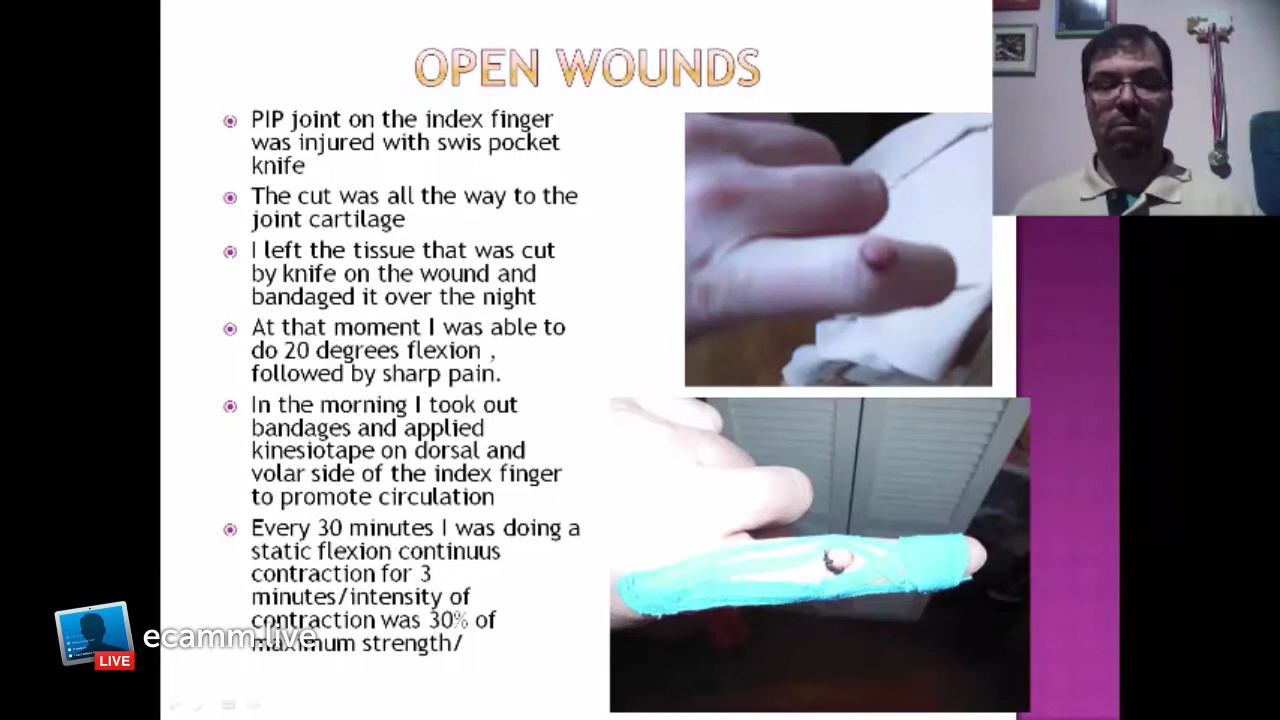 OPEN WOUNDS
PIP joint on the index finger
was injured with swis pocket
knife
The cut was all the way to the
joint cartilage
I left the tissue that was cut
by knife on the wound and
bandaged it over the night
At that moment I was able to
do 20 degrees flexion ,
followed by sharp pain.
In the morning I took out
bandages and applied
kinesiotape on dorsal and
volar side of the index finger
to promote circulation
Every 30 minutes I was doing a
static flexion continuus
contraction for 3
minutes/intensity of
contraction was 30% of
maximum strength/
ecamm.live
LIVE